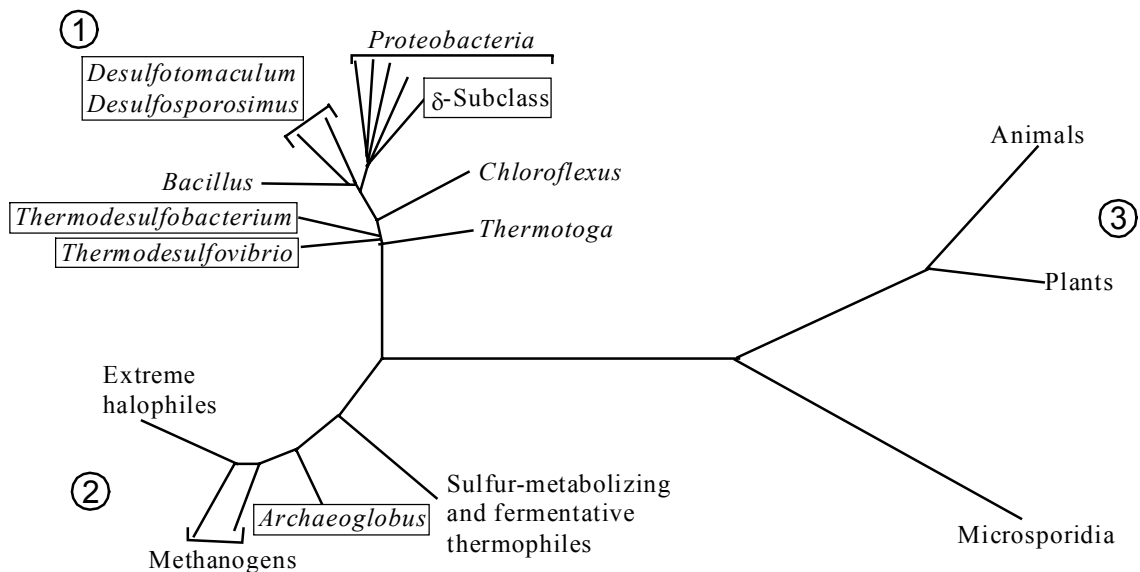 1
Proteobacteria
Desulfotomaculum
Desulfosporosimus
δ-Subclass
Animals
Bacillus
Chloroflexus
Thermodesulfobacterium
3
Thermotoga
Thermodesulfovibrio
Plants
Extreme
halophiles
2
Sulfur-metabolizing
and fermentative
thermophiles
Archaeoglobus
Methanogens
Microsporidia